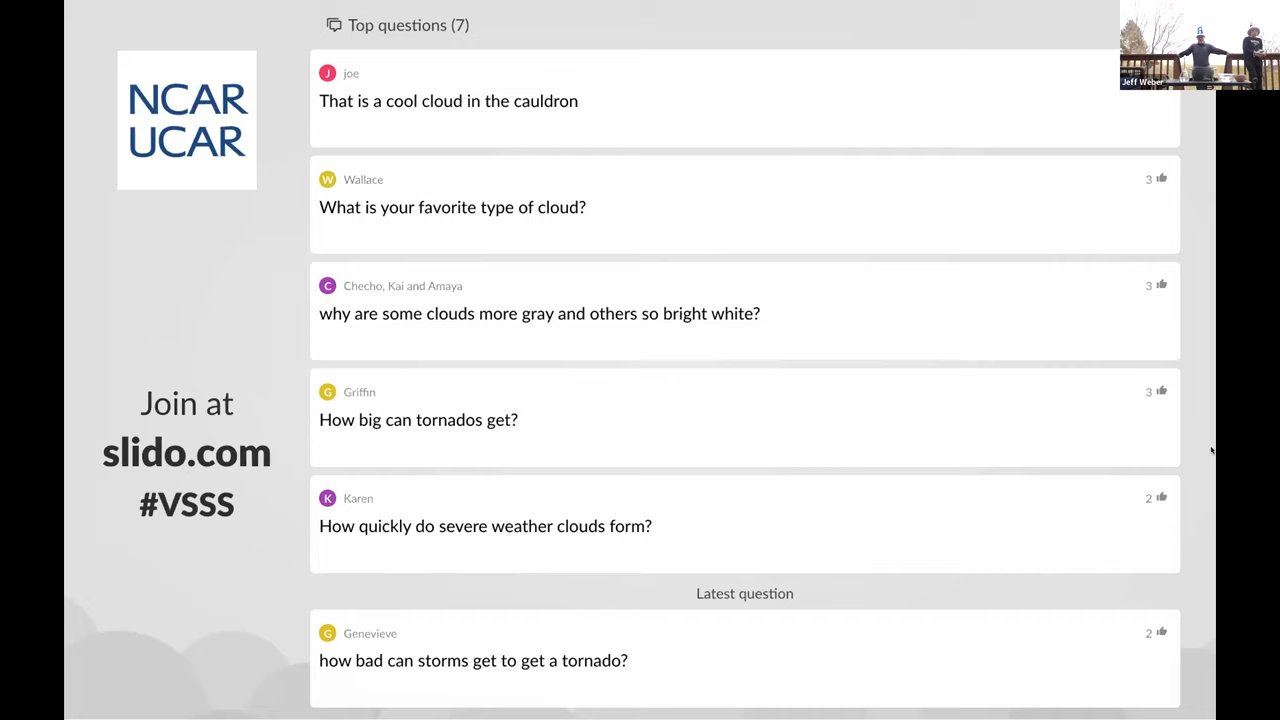 Top questions (7)
NCAR
UCAR
J joe
That is a cool cloud in the cauldron
W Wallace 3
What is your favorite type of cloud?
C Checho, Kai and Amaya 3
why are some clouds more gray and others so bright white?
G Griffin 3
How big can tornados get?
K Karen 2
How quickly do severe weather clouds form?
Latest question
G Genevieve 2
how bad can storms get to get a tornado?
Join at
slido.com
#VSSS
Jeff Weber